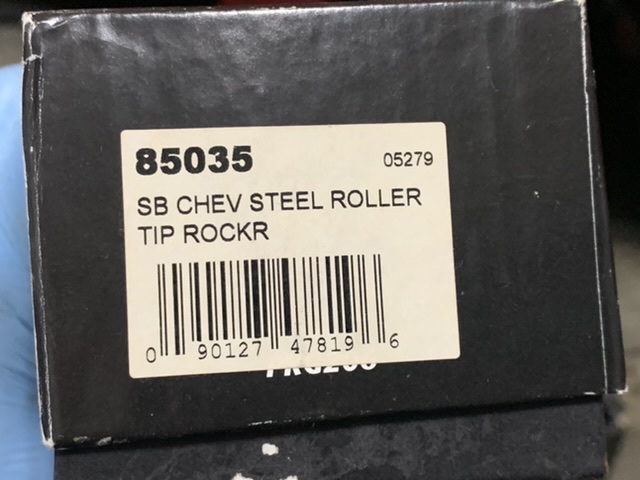 85035 05279
SB CHEV STEEL ROLLER
TIP ROCKR
0 90127 47819 6